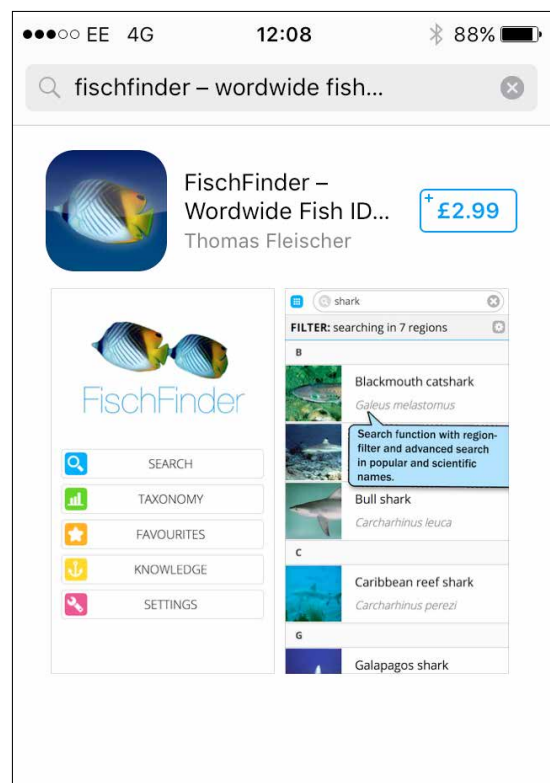 EE 4G 12:08 88%
fischfinder – wordwide fish...
FischFinder –
Wordwide Fish ID...
Thomas Fleischer
+ £2.99
FischFinder
SEARCH
TAXONOMY
FAVOURITES
KNOWLEDGE
SETTINGS
shark
FILTER: searching in 7 regions
B
Blackmouth catshark
Galeus melastomus
Search function with region-
filter and advanced search
in popular and scientific
names.
Bull shark
Carcharhinus leuca
C
Caribbean reef shark
Carcharhinus perezi
G
Galapagos shark